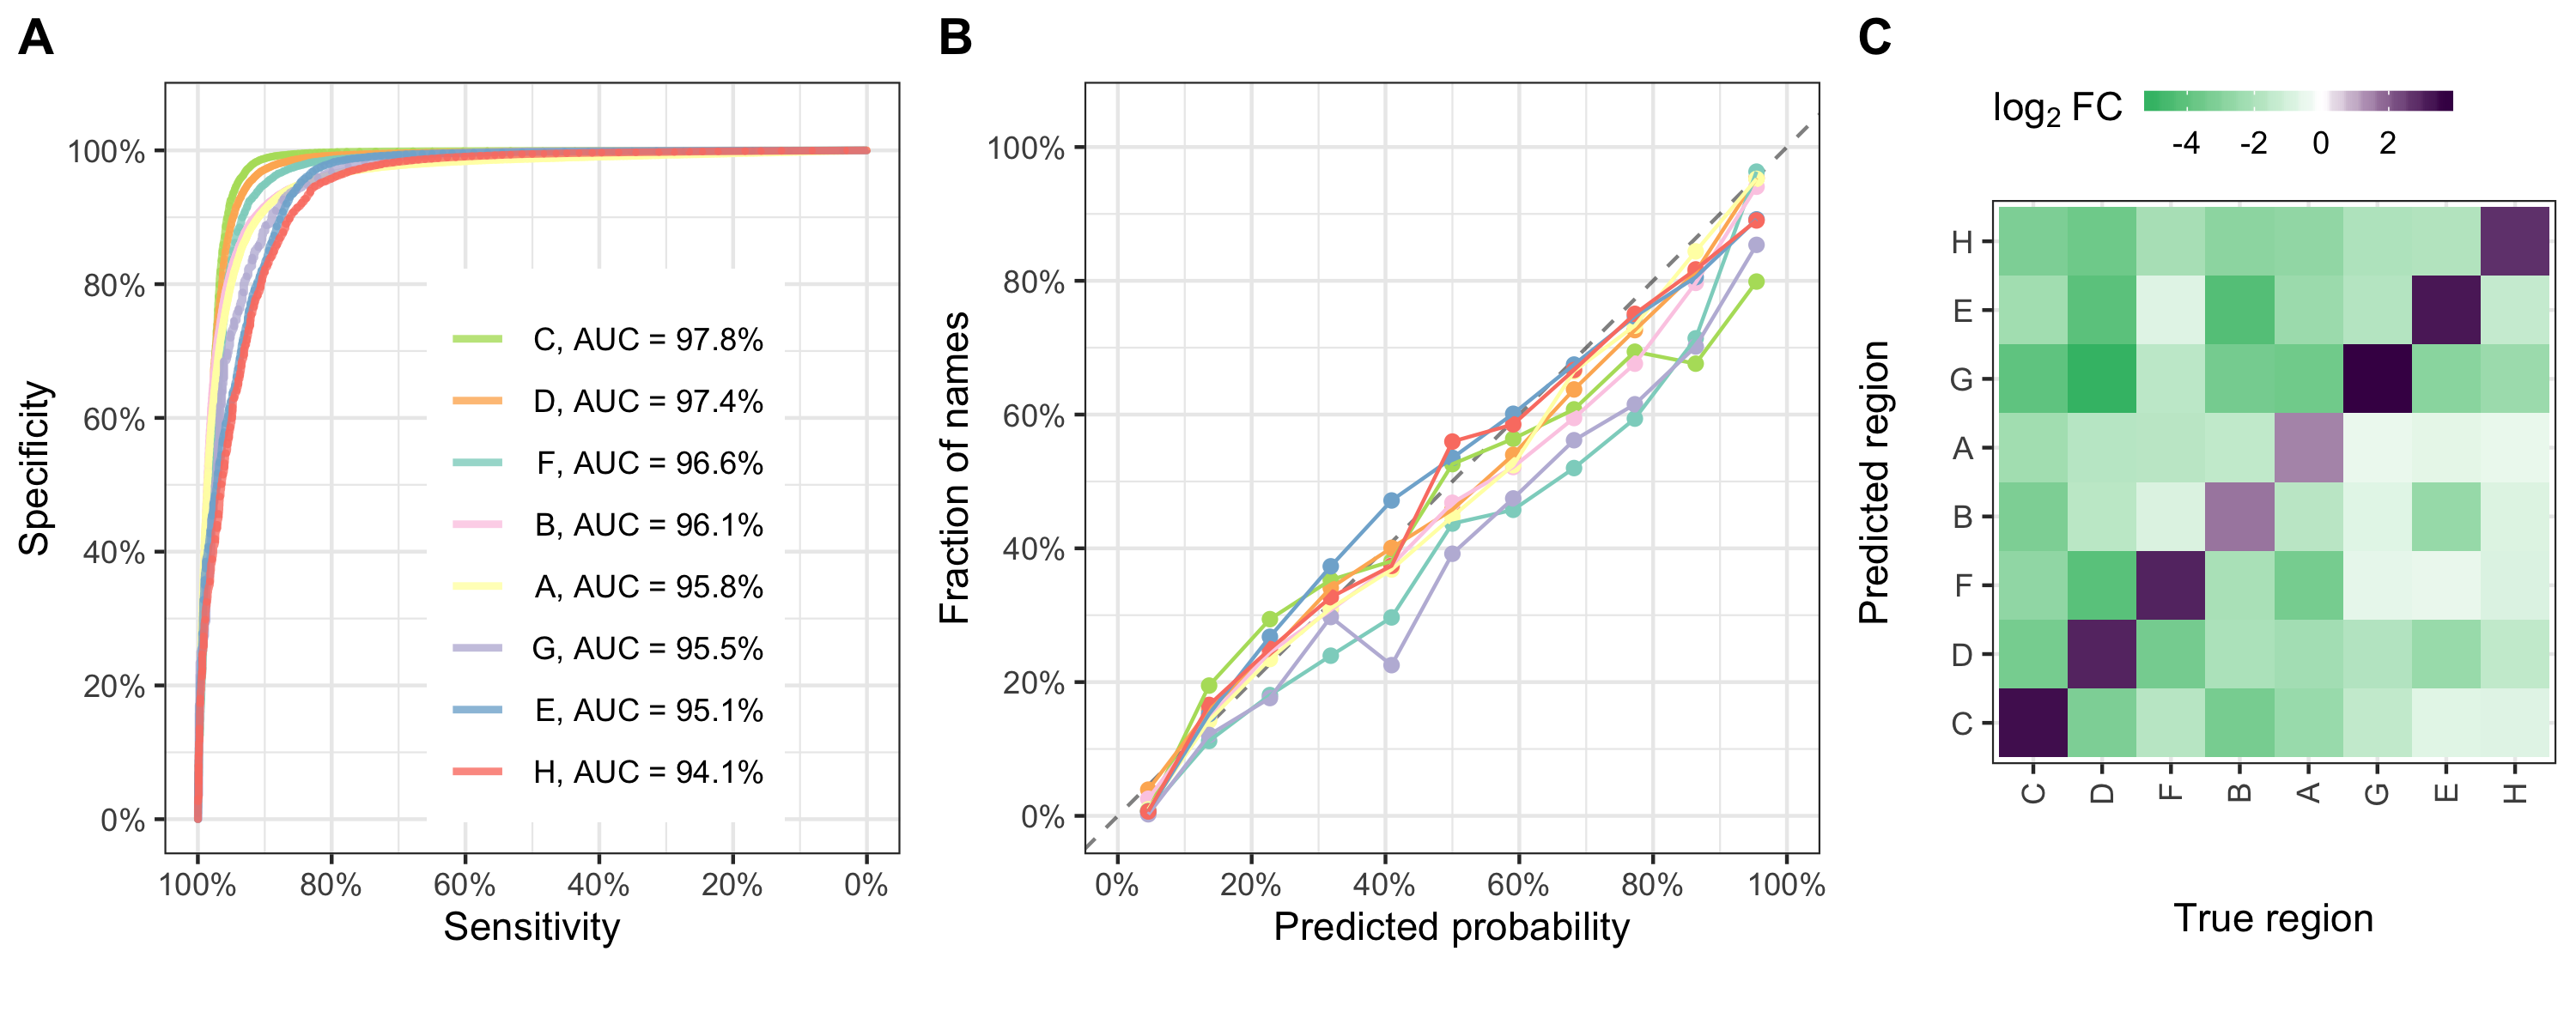 A
Specificity
100%
80%
60%
40%
20%
0%
C, AUC = 97.8%
D, AUC = 97.4%
F, AUC = 96.6%
B, AUC = 96.1%
A, AUC = 95.8%
G, AUC = 95.5%
E, AUC = 95.1%
H, AUC = 94.1%
100% 80% 60% 40% 20% 0%
Sensitivity
B
Fraction of names
100%
80%
60%
40%
20%
0%
0% 20% 40% 60% 80% 100%
Predicted probability
C
log₂ FC
-4 -2 0 2
Predicted region
H
E
G
A
B
F
D
C
C D F B A G E H
True region